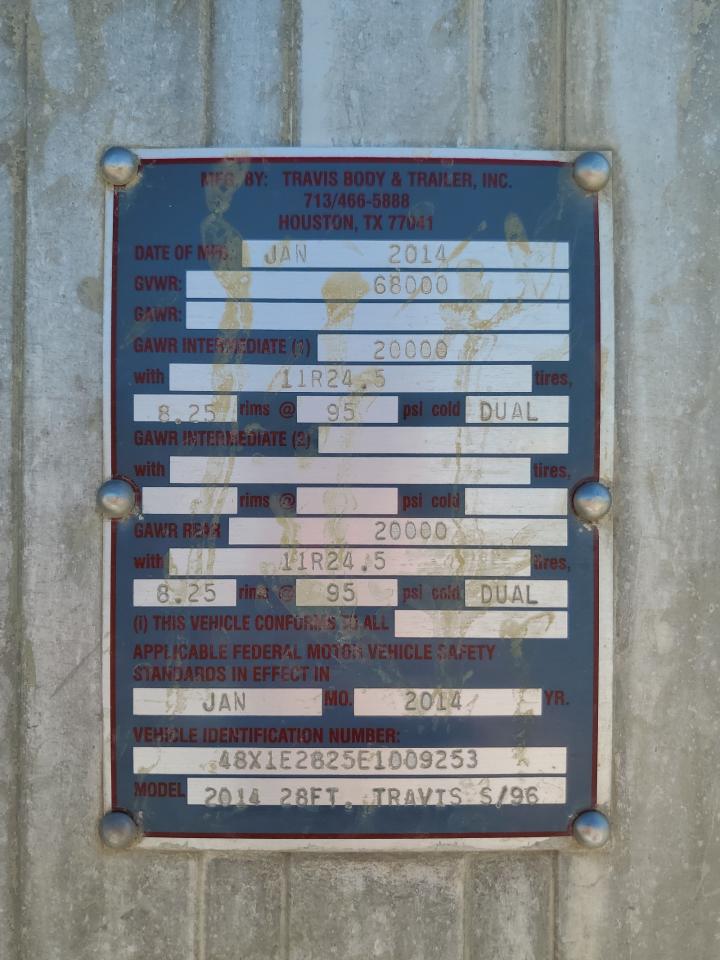 MFG. BY: TRAVIS BODY & TRAILER, INC.
713/466-5888
HOUSTON, TX 77041
DATE OF MFG. JAN 2014
GVWR: 68000
GAWR:
GAWR INTERMEDIATE (1) 20000
with 11R24.5 tires,
8.25 rims @ 95 psi cold DUAL
GAWR INTERMEDIATE (2)
with tires,
rims @ psi cold
GAWR REAR 20000
with 11R24.5 tires,
8.25 rims @ 95 psi cold DUAL
(i) THIS VEHICLE CONFORMS TO ALL
APPLICABLE FEDERAL MOTOR VEHICLE SAFETY
STANDARDS IN EFFECT IN
JAN MO. 2014 YR.
VEHICLE IDENTIFICATION NUMBER:
48X1E2825E1009253
MODEL 2014 28FT. TRAVIS S/96